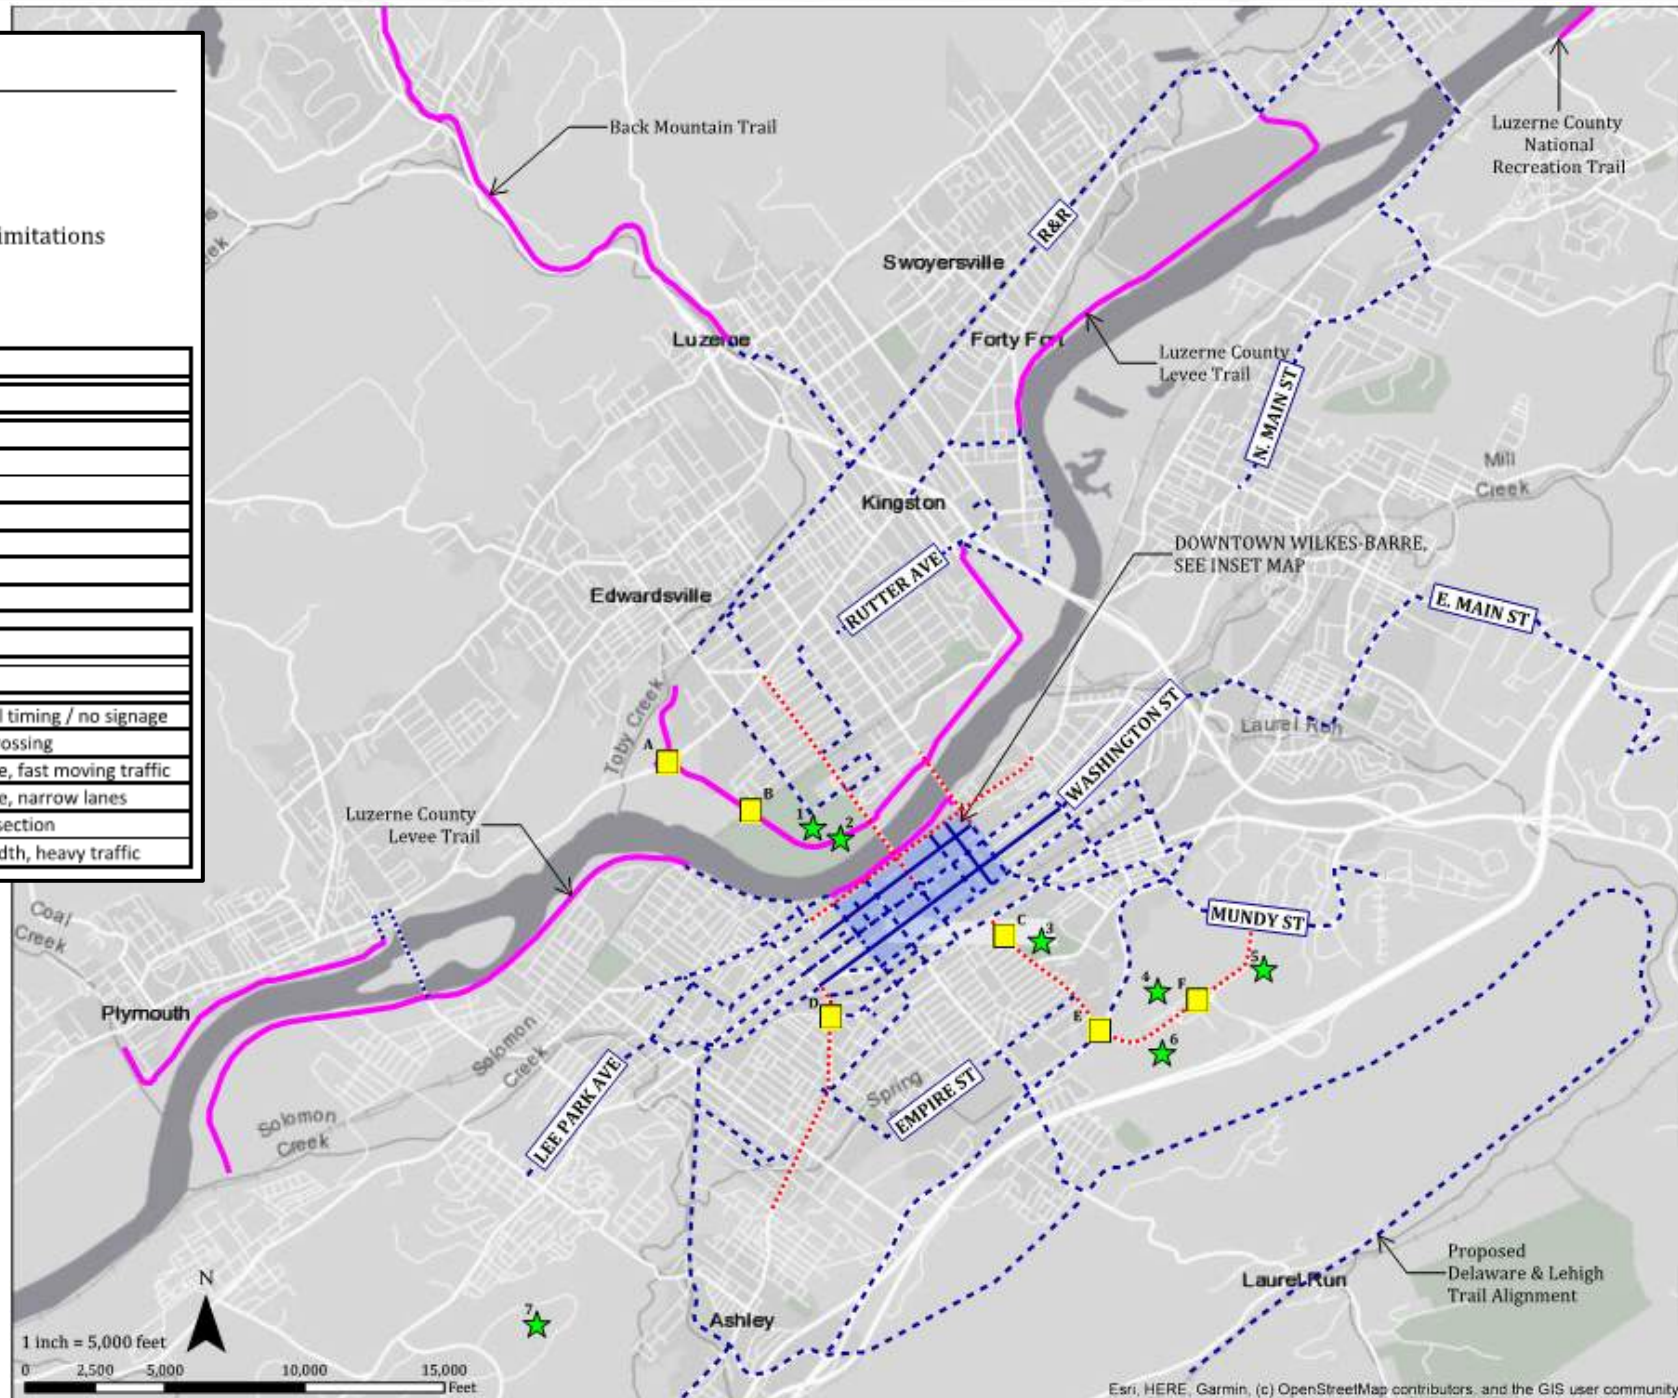 imitations
l timing / no signage
ossing
e, fast moving traffic
e, narrow lanes
section
dth, heavy traffic
Back Mountain Trail
Luzerne County
National
Recreation Trail
R&R
Swoyersville
Luzerne
Forty Fort
Luzerne County
Levee Trail
N. MAIN ST
Mill
Creek
Kingston
DOWNTOWN WILKES-BARRE,
SEE INSET MAP
RUTTER AVE
Edwardsville
E. MAIN ST
Toby Creek
WASHINGTON ST
Laurel Run
A
B
1
2
Luzerne County
Levee Trail
Coal
Creek
MUNDY ST
C
3
4
5
F
D
E
6
Plymouth
Solomon
Creek
Spring
EMPIRE ST
LEE PARK AVE
Solomon
Creek
Laurel Run
Proposed
Delaware & Lehigh
Trail Alignment
N
7
Ashley
1 inch = 5,000 feet
0 2,500 5,000 10,000 15,000
Feet
Esri, HERE, Garmin, (c) OpenStreetMap contributors, and the GIS user community